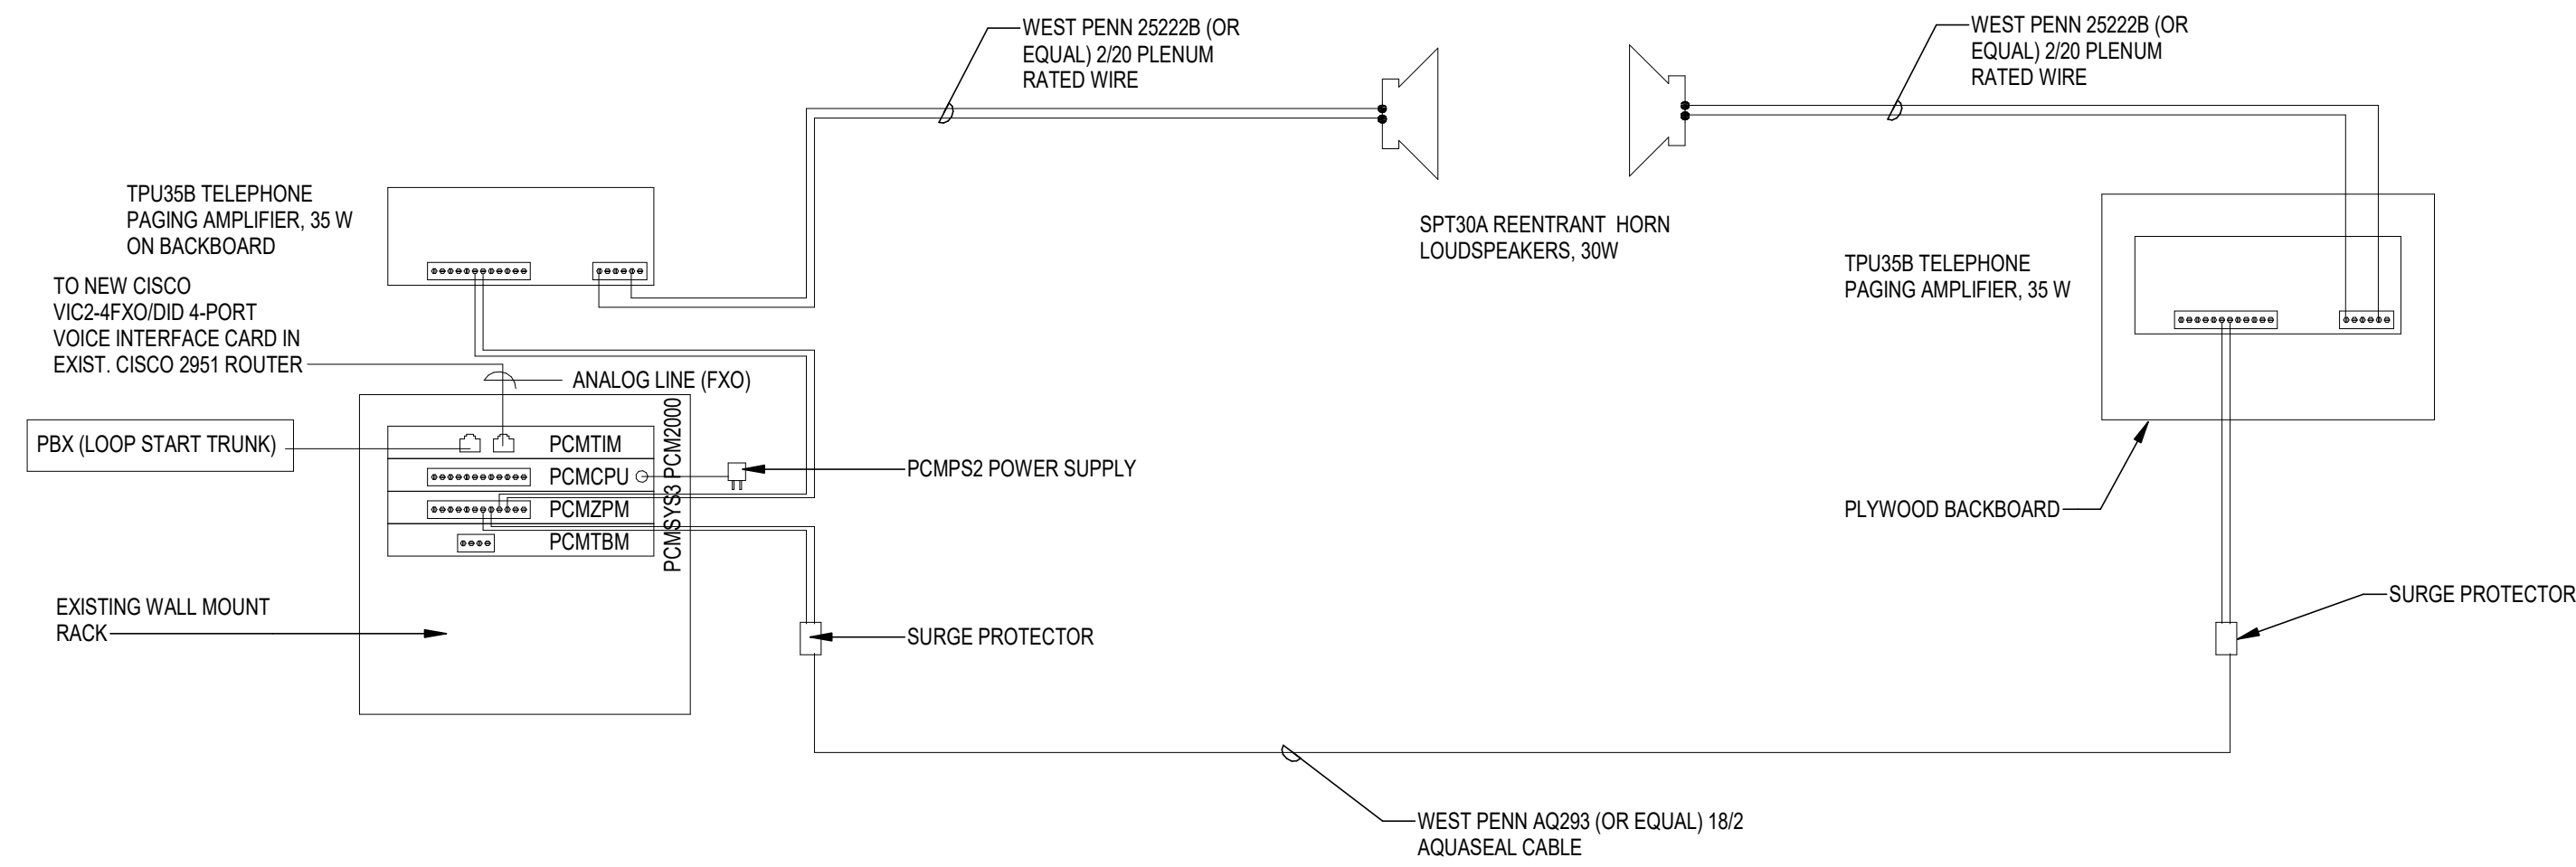 WEST PENN 25222B (OR
EQUAL) 2/20 PLENUM
RATED WIRE
WEST PENN 25222B (OR
EQUAL) 2/20 PLENUM
RATED WIRE
TPU35B TELEPHONE
PAGING AMPLIFIER, 35 W
ON BACKBOARD
SPT30A REENTRANT HORN
LOUDSPEAKERS, 30W
TPU35B TELEPHONE
PAGING AMPLIFIER, 35 W
TO NEW CISCO
VIC2-4FXO/DID 4-PORT
VOICE INTERFACE CARD IN
EXIST. CISCO 2951 ROUTER
ANALOG LINE (FXO)
PBX (LOOP START TRUNK)
PCMTIM
PCMCPU
PCMZPM
PCMTBM
PCMSYS3 PCM2000
PCMPS2 POWER SUPPLY
PLYWOOD BACKBOARD
EXISTING WALL MOUNT
RACK
SURGE PROTECTOR
SURGE PROTECTOR
WEST PENN AQ293 (OR EQUAL) 18/2
AQUASEAL CABLE